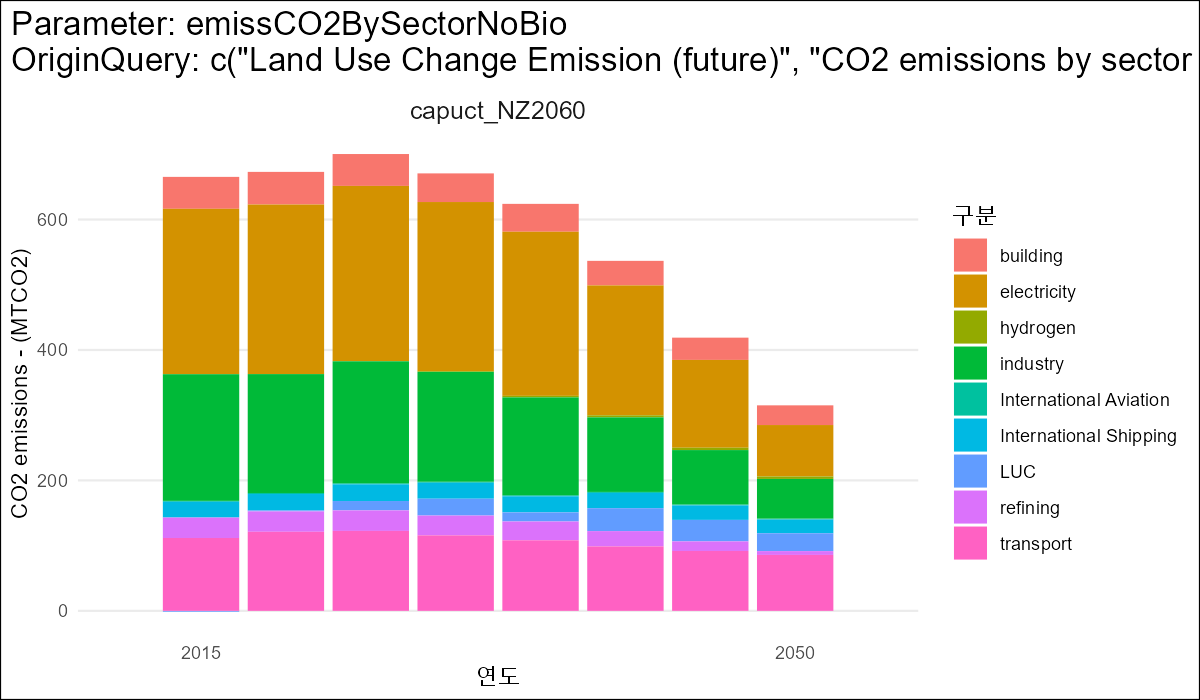 Parameter: emissCO2BySectorNoBio
OriginQuery: c("Land Use Change Emission (future)", "CO2 emissions by sector
capuct_NZ2060
CO2 emissions - (MTCO2)
600
400
200
0
2015
2050
연도
구분
building
electricity
hydrogen
industry
International Aviation
International Shipping
LUC
refining
transport